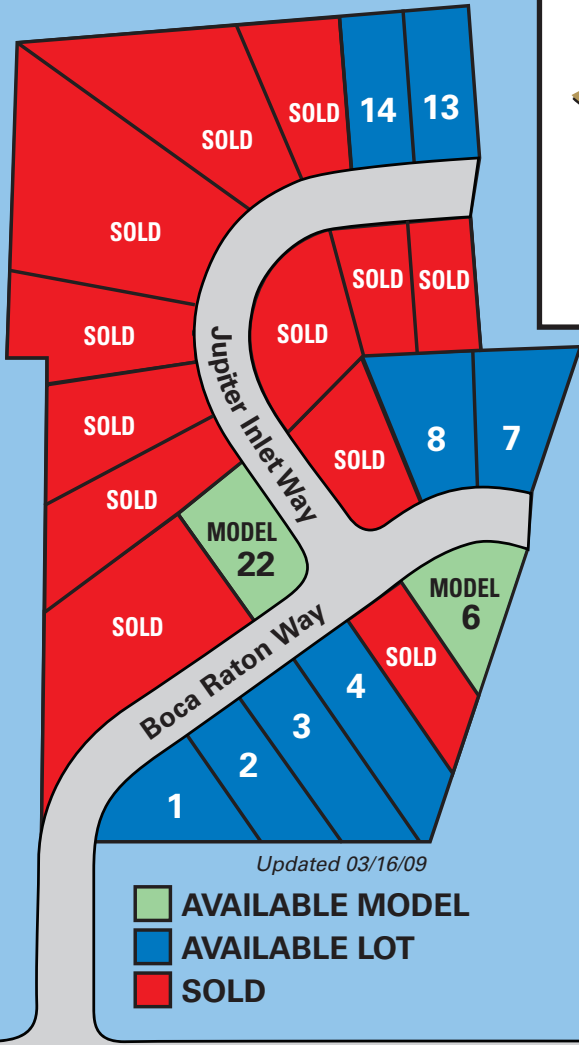 SOLD
SOLD
14
13
SOLD
SOLD
SOLD
SOLD
SOLD
SOLD
Jupiter Inlet Way
8
7
SOLD
SOLD
SOLD
MODEL
22
MODEL
6
SOLD
Boca Raton Way
SOLD
4
3
2
1
Updated 03/16/09
AVAILABLE MODEL
AVAILABLE LOT
SOLD